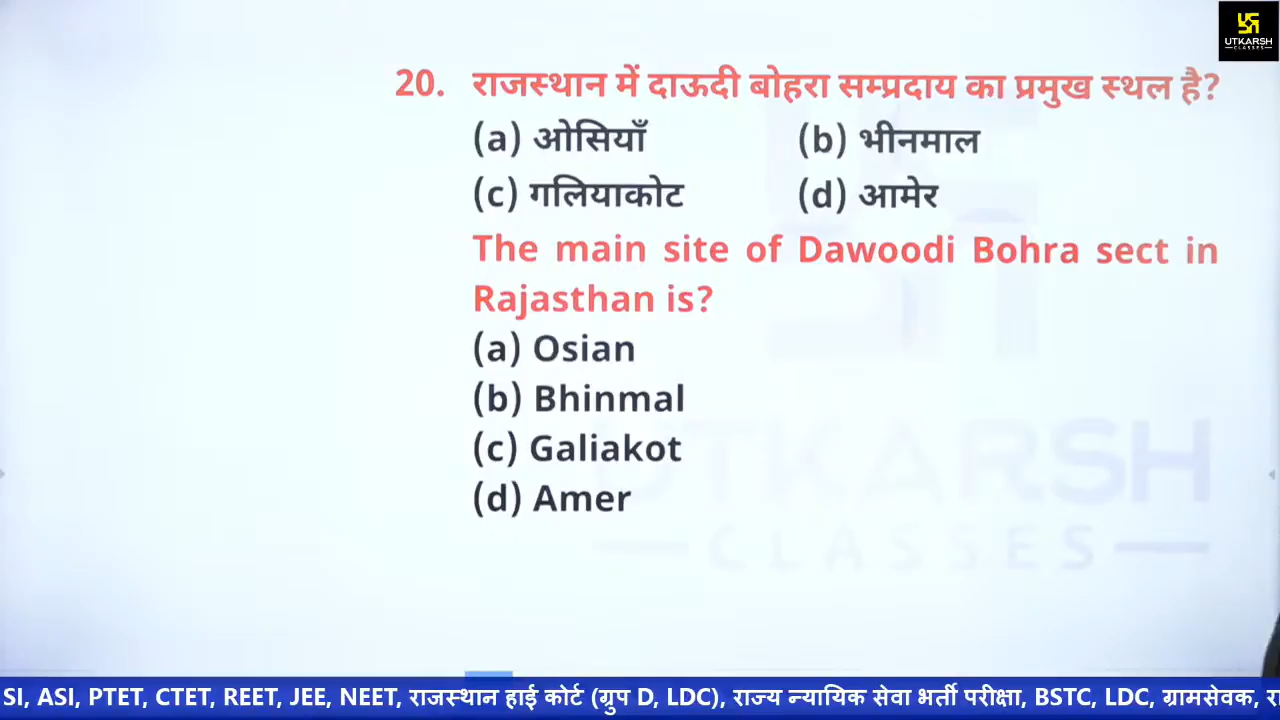 UTKARSH
CLASSES
20. राजस्थान में दाऊदी बोहरा सम्प्रदाय का प्रमुख स्थल है?
(a) ओसियाँ (b) भीनमाल
(c) गलियाकोट (d) आमेर
The main site of Dawoodi Bohra sect in
Rajasthan is?
(a) Osian
(b) Bhinmal
(c) Galiakot
(d) Amer
UTKARSH
CLASSES
SI, ASI, PTET, CTET, REET, JEE, NEET, राजस्थान हाई कोर्ट (ग्रुप D, LDC), राज्य न्यायिक सेवा भर्ती परीक्षा, BSTC, LDC, ग्रामसेवक,